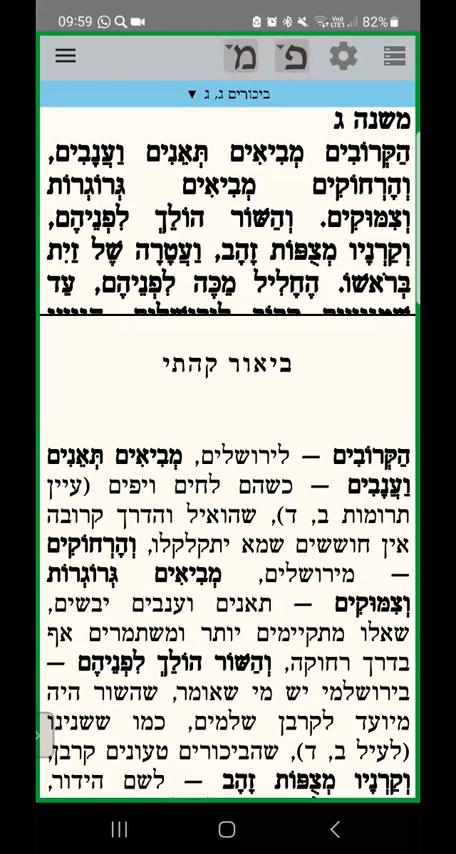 09:59
82%
מ פ
ביכורים ג, ג ▼
משנה ג
הַקְּרוֹבִים מְבִיאִים תְּאֵנִים וַעֲנָבִים,
וְהָרְחוֹקִים מְבִיאִים גְּרוֹגָרוֹת
וְצִמּוּקִים. וְהַשּׁוֹר הוֹלֵךְ לִפְנֵיהֶם,
וְקַרְנָיו מְצֻפּוֹת זָהָב, וַעֲטָרָה שֶׁל זַיִת
בְּרֹאשׁוֹ. הֶחָלִיל מַכֶּה לִפְנֵיהֶם, עַד
ביאור קהתי
הַקְּרוֹבִים – לירושלים, מְבִיאִים תְּאֵנִים
וַעֲנָבִים – כשהם לחים ויפים (עיין
תרומות ב, ד), שהואיל והדרך קרובה
אין חוששים שמא יתקלקלו, וְהָרְחוֹקִים
– מירושלים, מְבִיאִים גְּרוֹגָרוֹת
וְצִמּוּקִים – תאנים וענבים יבשים,
שאלו מתקיימים יותר ומשתמרים אף
בדרך רחוקה, וְהַשּׁוֹר הוֹלֵךְ לִפְנֵיהֶם –
בירושלמי יש מי שאומר, שהשור היה
מיועד לקרבן שלמים, כמו ששנינו
(לעיל ב, ד), שהביכורים טעונים קרבן,
וְקַרְנָיו מְצֻפּוֹת זָהָב – לשם הידור,